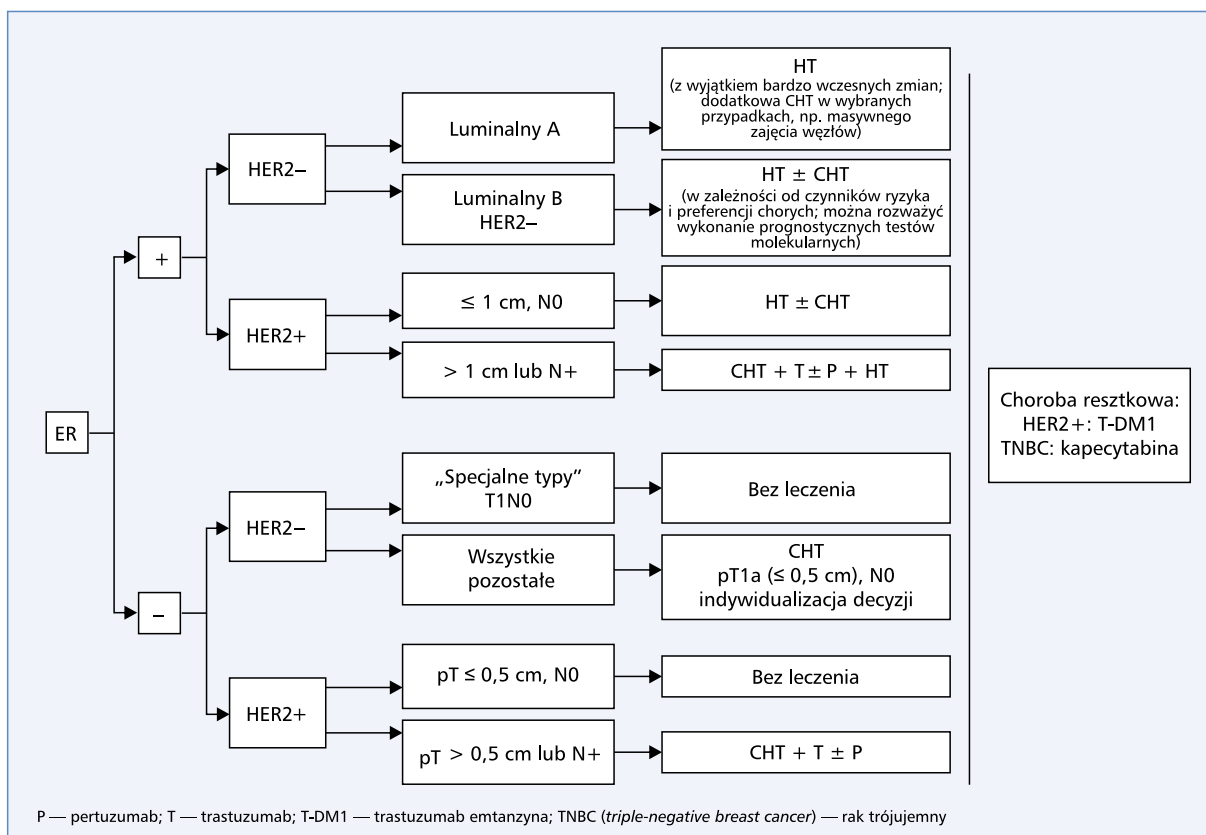 HT
(z wyjątkiem bardzo wczesnych zmian;
dodatkowa CHT w wybranych
przypadkach, np. masywnego
zajęcia węzłów)
Luminalny A
HER2−
HT ± CHT
(w zależności od czynników ryzyka
i preferencji chorych; można rozważyć
wykonanie prognostycznych testów
molekularnych)
Luminalny B
HER2−
+
≤ 1 cm, N0
HT ± CHT
HER2+
> 1 cm lub N+
CHT + T ± P + HT
Choroba resztkowa:
HER2+: T-DM1
TNBC: kapecytabina
ER
„Specjalne typy”
T1N0
Bez leczenia
HER2−
Wszystkie
pozostałe
CHT
pT1a (≤ 0,5 cm), N0
indywidualizacja decyzji
−
pT ≤ 0,5 cm, N0
Bez leczenia
HER2+
pT > 0,5 cm lub N+
CHT + T ± P
P — pertuzumab; T — trastuzumab; T-DM1 — trastuzumab emtanzyna; TNBC (triple-negative breast cancer) — rak trójujemny